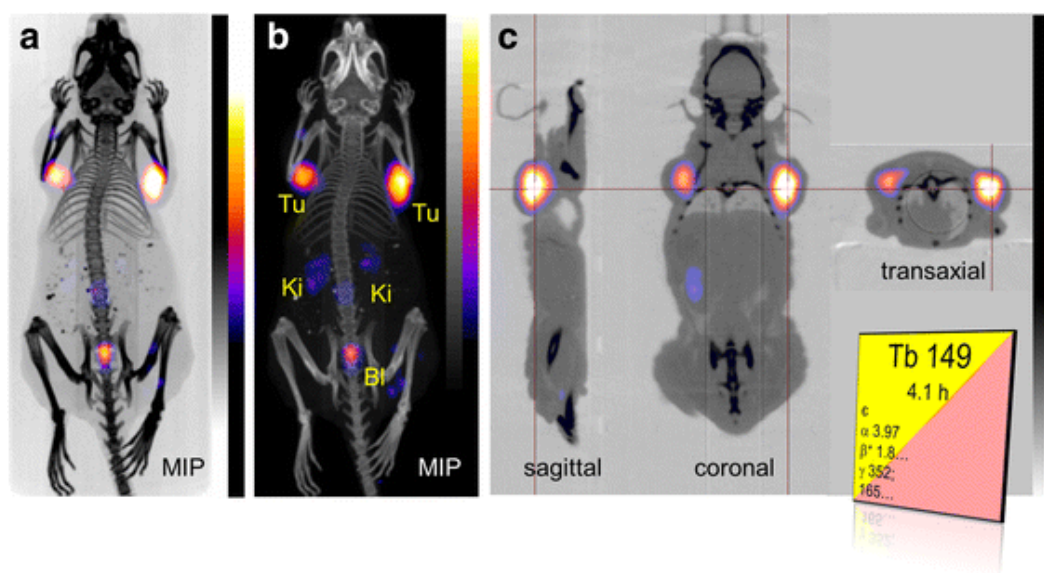 a
b
c
Tu
Tu
Ki
Ki
Bl
MIP
MIP
sagittal
coronal
transaxial
Tb 149
4.1 h
ε
α 3.97
β⁺ 1.8...
γ 352;
165...